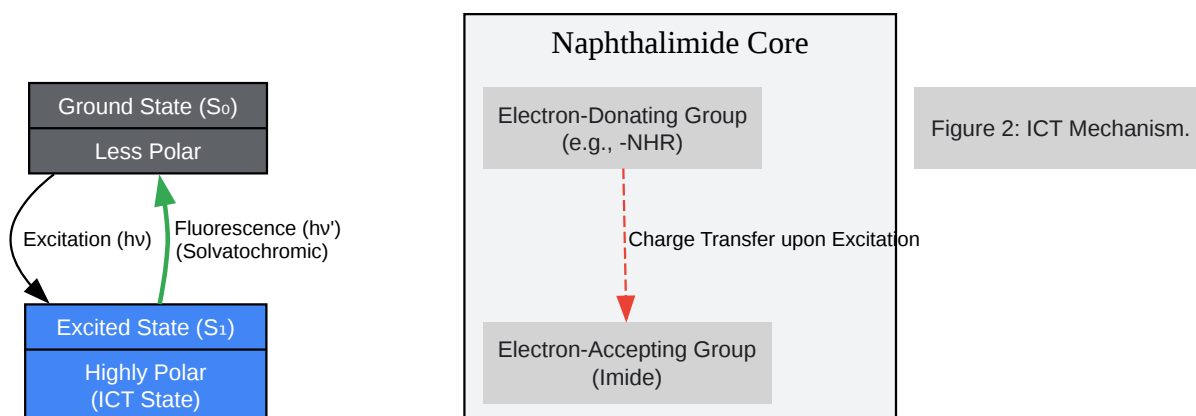 Ground State (S₀)
Less Polar
Excitation (hν)
Fluorescence (hν')
(Solvatochromic)
Excited State (S₁)
Highly Polar
(ICT State)
Naphthalimide Core
Electron-Donating Group
(e.g., -NHR)
Charge Transfer upon Excitation
Electron-Accepting Group
(Imide)
Figure 2: ICT Mechanism.